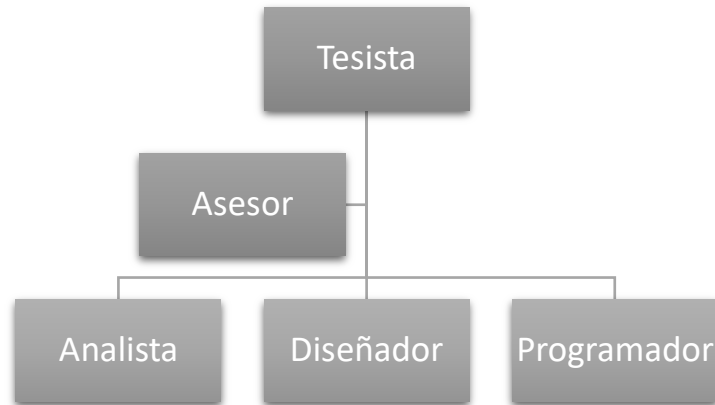 Tesista
Asesor
Analista
Diseñador
Programador